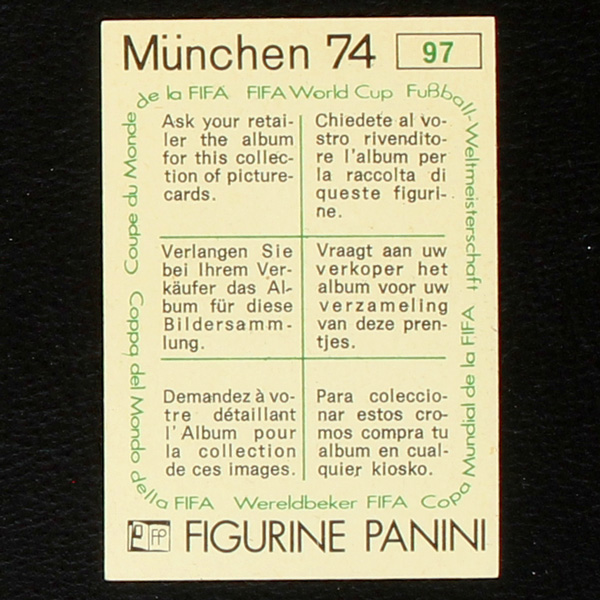 München 74
97
Coupe du Monde de la FIFA
FIFA World Cup
Fußball-Weltmeisterschaft
Ask your retai-
ler the album
for this collec-
tion of picture-
cards.
Chiedete al vo-
stro rivendito-
re l'album per
la raccolta di
queste figuri-
ne.
Verlangen Sie
bei Ihrem Ver-
käufer das Al-
bum für diese
Bildersamm-
lung.
Vraagt aan uw
verkoper het
album voor uw
verzameling
van deze pren-
tjes.
Demandez à vo-
tre détaillant
l'Album pour
la collection
de ces images.
Para coleccio-
nar estos cro-
mos compra tu
album en cual-
quier kiosko.
Coppa del Mondo della FIFA
Wereldbeker FIFA
Copa Mundial de la FIFA
FP FIGURINE PANINI